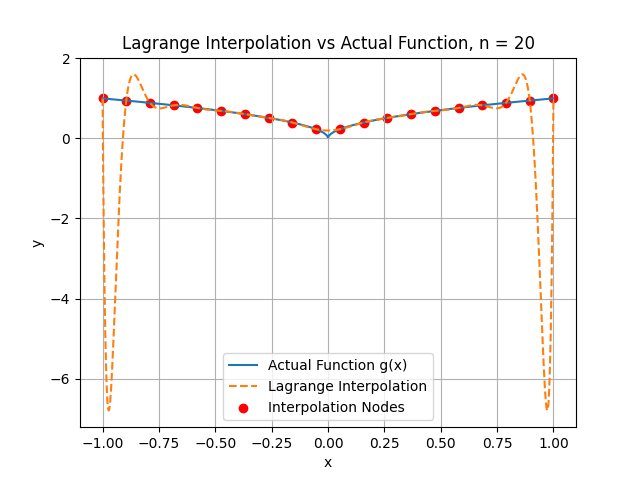 Lagrange Interpolation vs Actual Function, n = 20
2
0
−2
−4
−6
y
−1.00 −0.75 −0.50 −0.25 0.00 0.25 0.50 0.75 1.00
x
Actual Function g(x)
Lagrange Interpolation
Interpolation Nodes